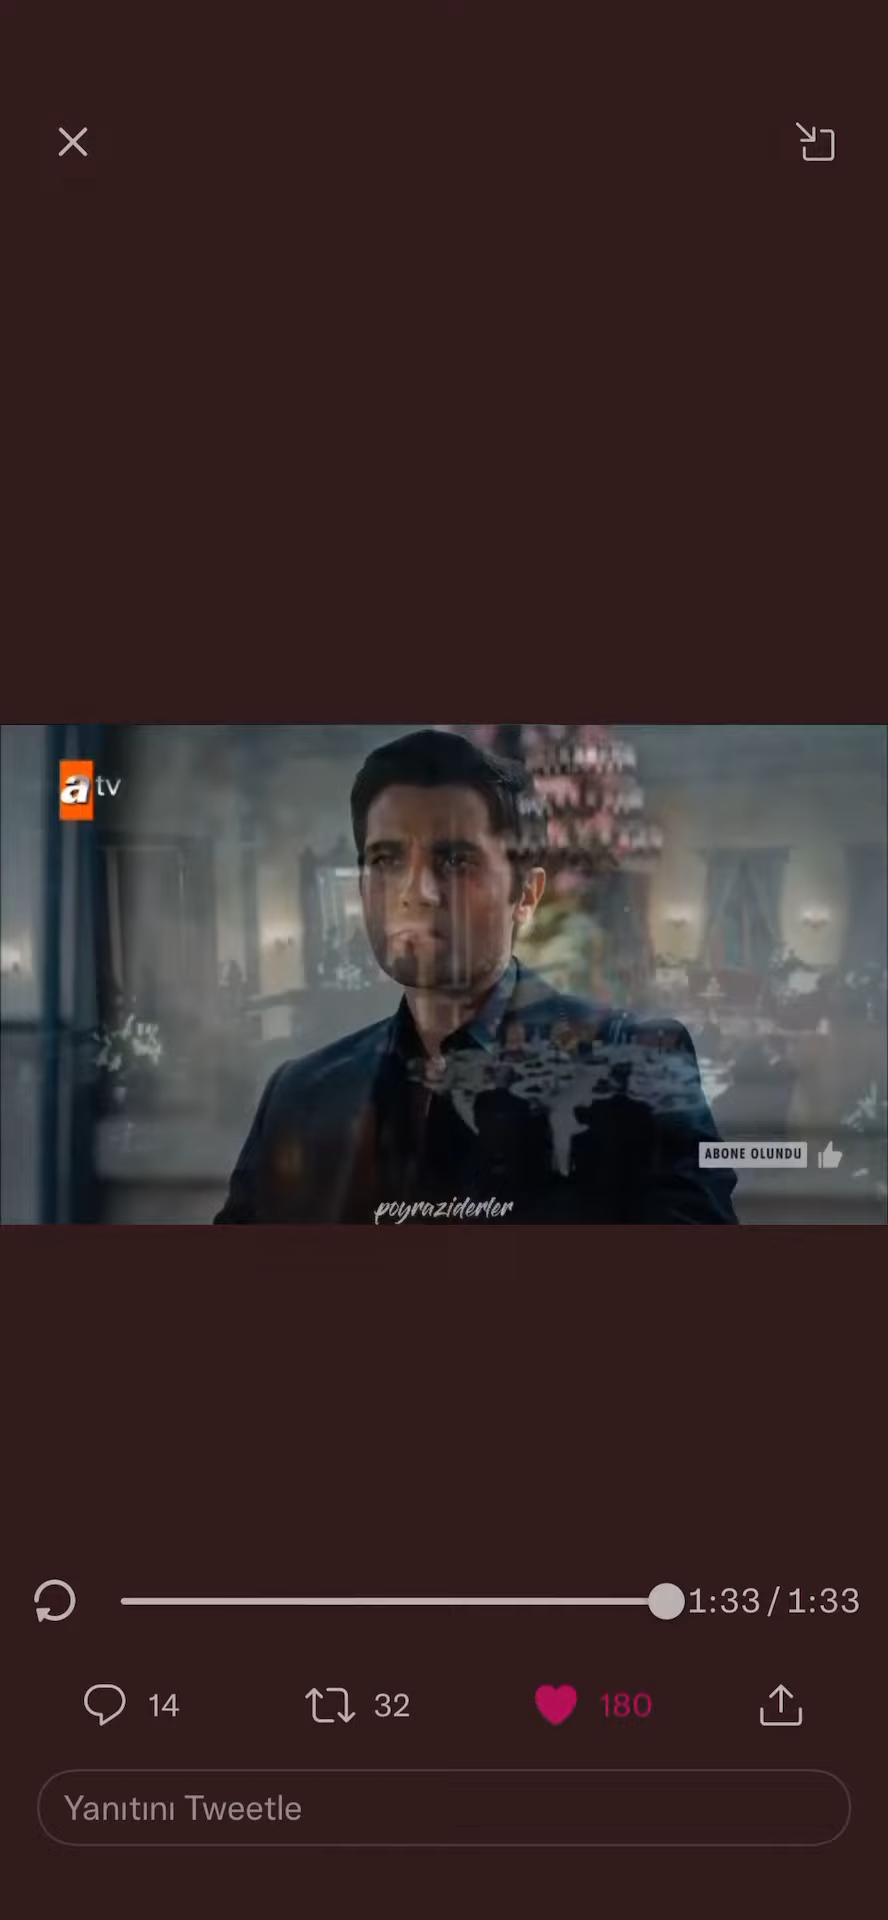 atv
ABONE OLUNDU
poyraziderler
1:33 / 1:33
14
32
180
Yanıtını Tweetle